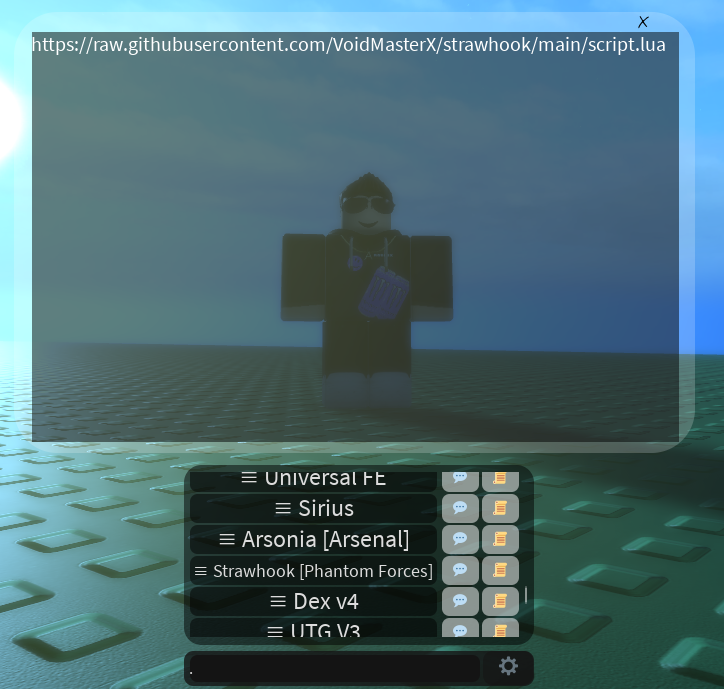 X
https://raw.githubusercontent.com/VoidMasterX/strawhook/main/script.lua
Universal FE
Sirius
Arsonia [Arsenal]
Strawhook [Phantom Forces]
Dex v4
UTG V3
.